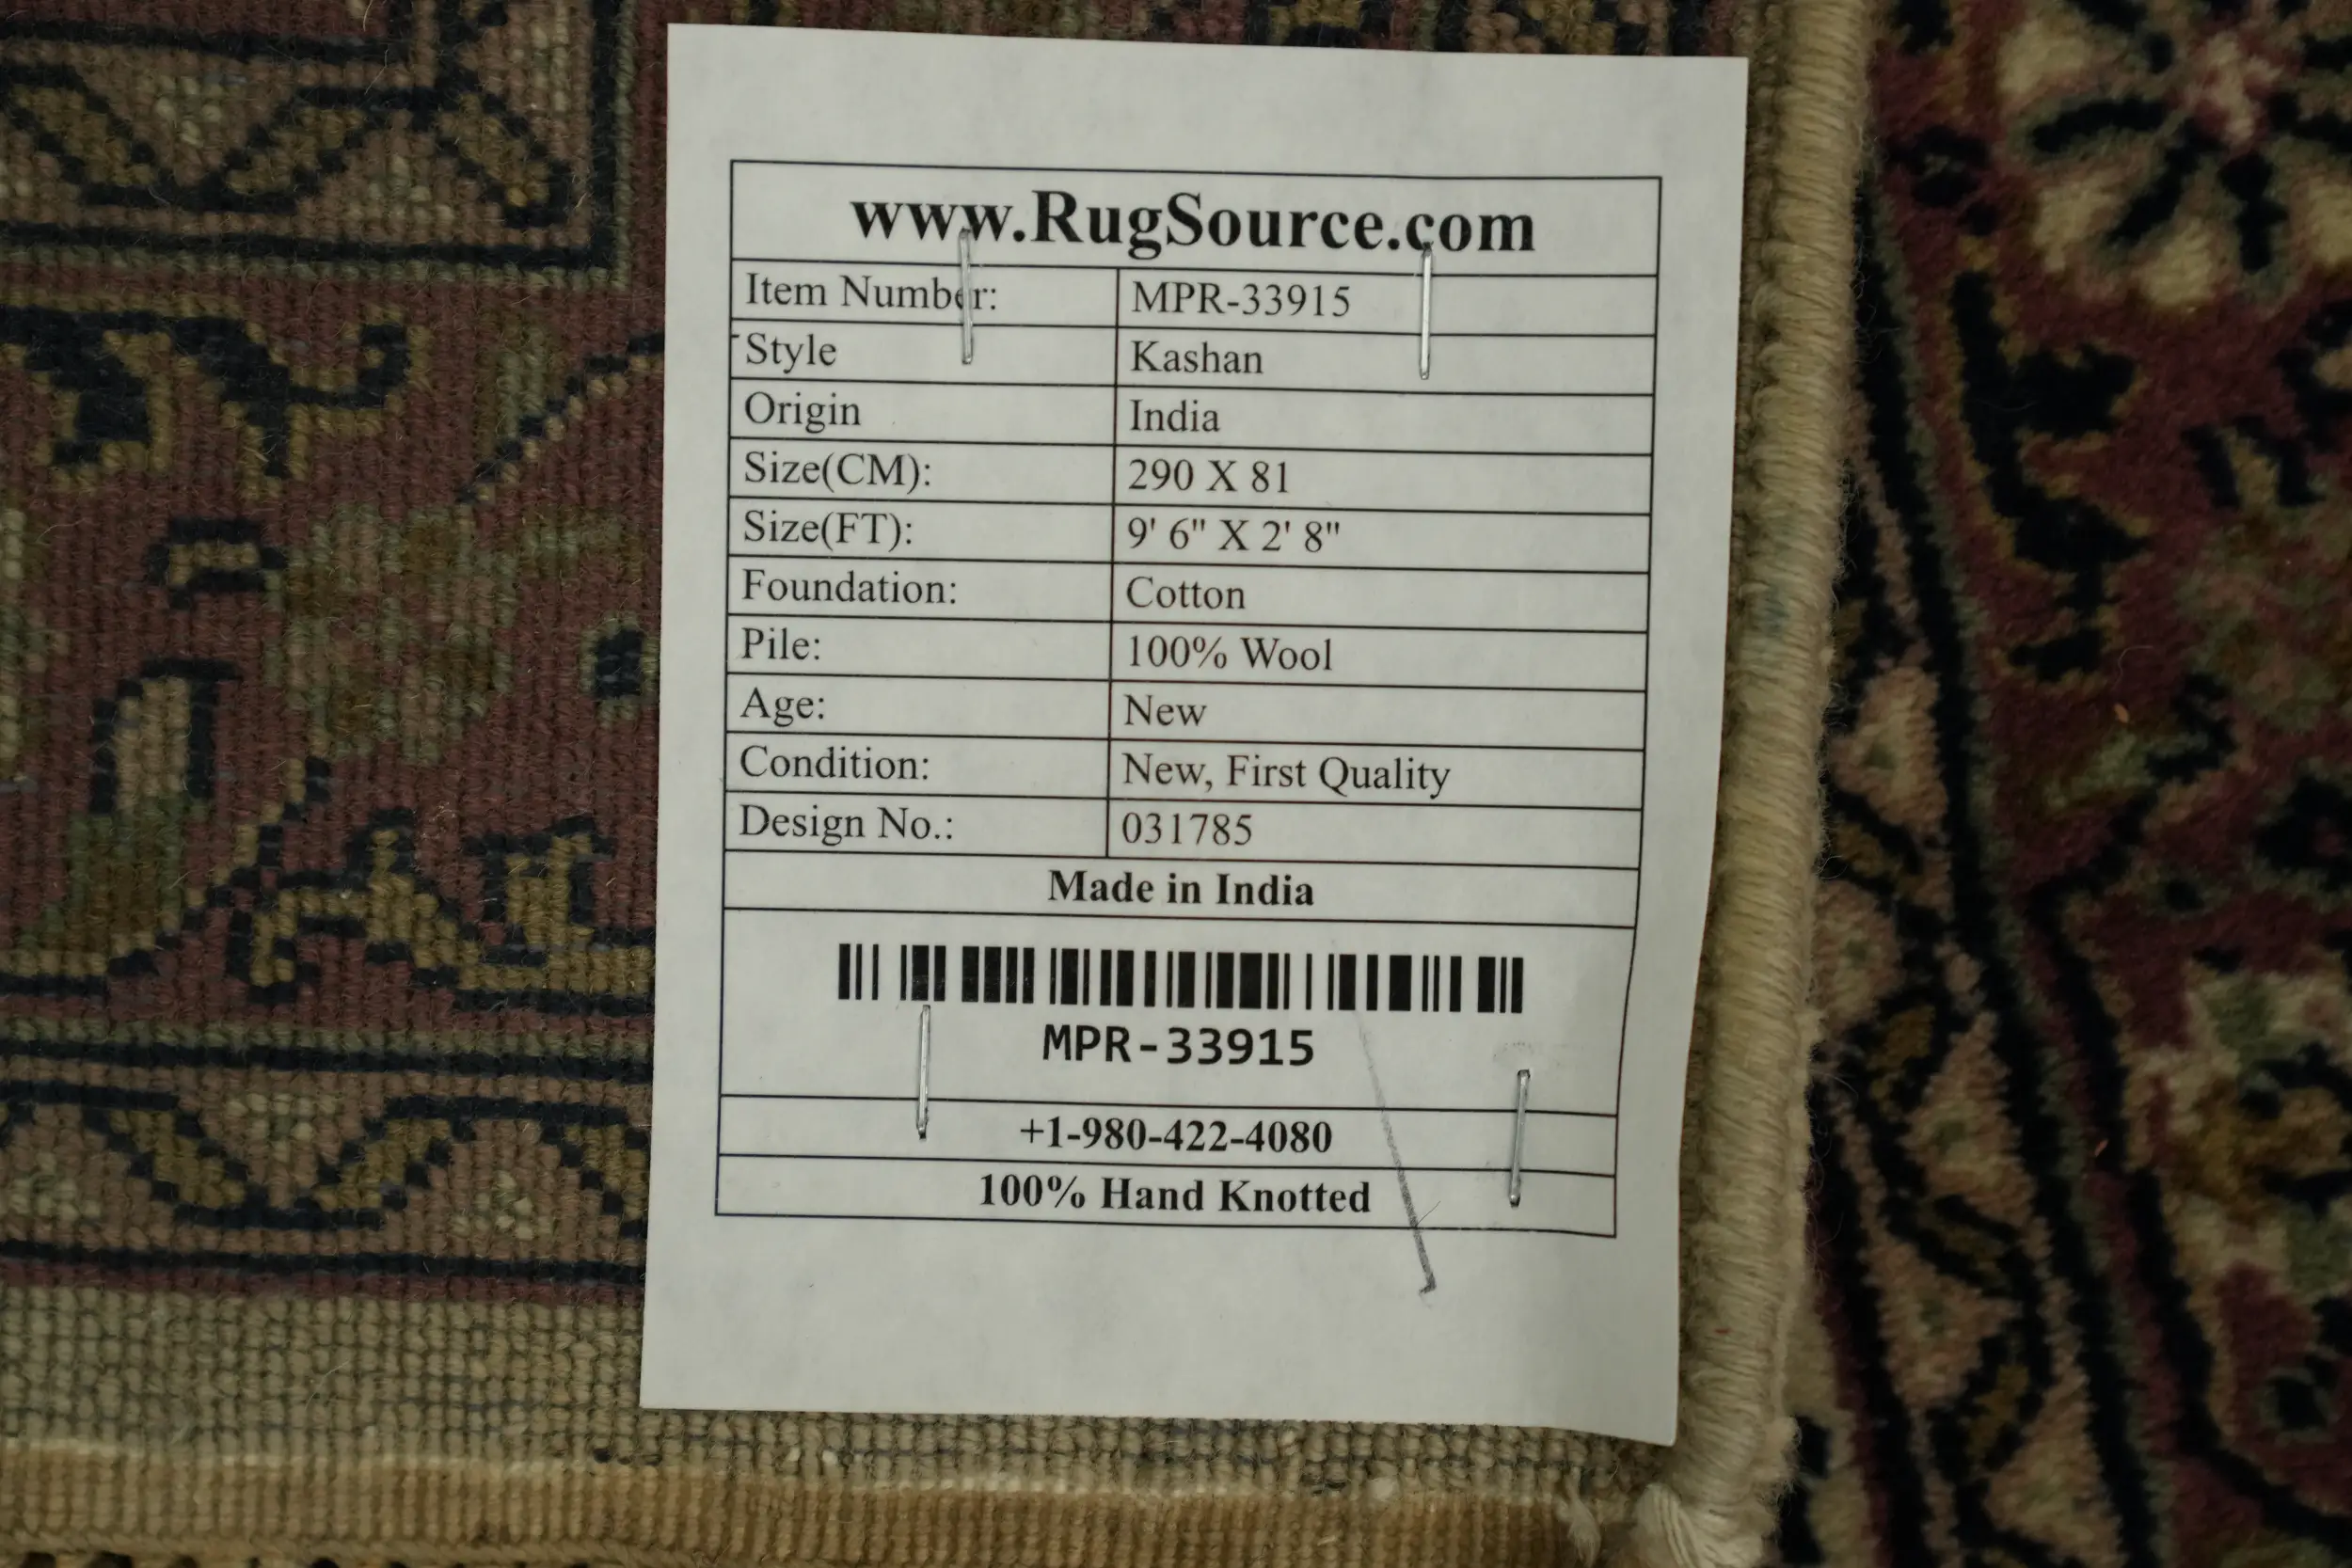 www.RugSource.com
Item Number: MPR-33915
Style Kashan
Origin India
Size(CM): 290 X 81
Size(FT): 9' 6" X 2' 8"
Foundation: Cotton
Pile: 100% Wool
Age: New
Condition: New, First Quality
Design No.: 031785
Made in India
MPR-33915
+1-980-422-4080
100% Hand Knotted